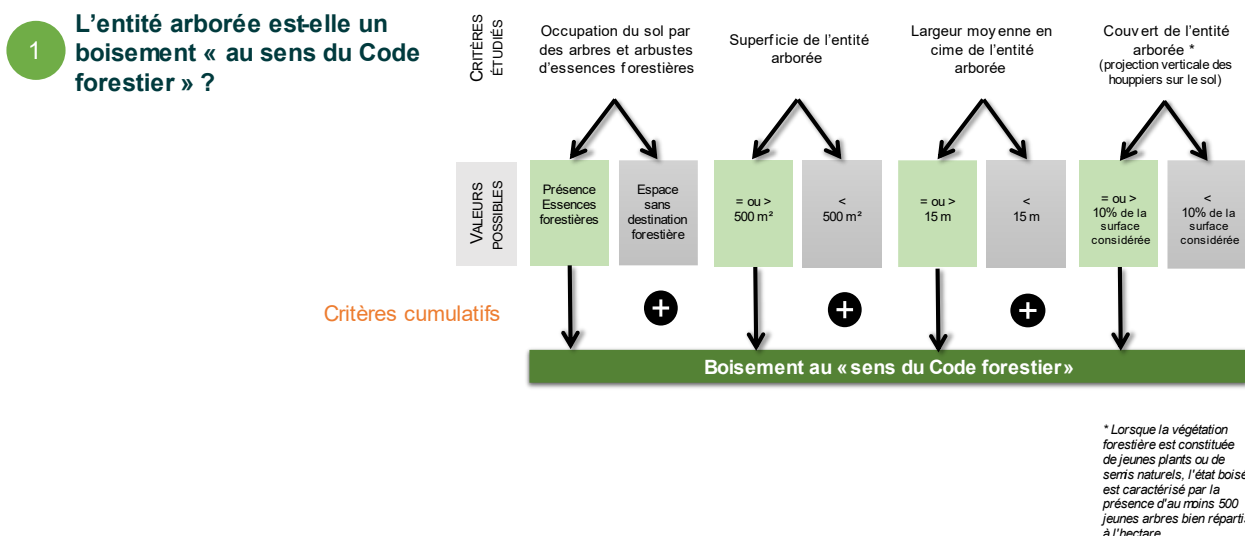 1
L'entité arborée est-elle un
boisement « au sens du Code
forestier » ?
CRITÈRES
ÉTUDIÉS
Occupation du sol par
des arbres et arbustes
d'essences forestières
Superficie de l'entité
arborée
Largeur moyenne en
cime de l'entité
arborée
Couvert de l'entité
arborée *
(projection verticale des
houppiers sur le sol)
VALEURS
POSSIBLES
Présence
Essences
forestières
Espace
sans
destination
forestière
= ou >
500 m²
<
500 m²
= ou >
15 m
<
15 m
= ou >
10% de la
surface
considérée
<
10% de la
surface
considérée
Critères cumulatifs
+
+
+
Boisement au « sens du Code forestier »
* Lorsque la végétation
forestière est constituée
de jeunes plants ou de
semis naturels, l'état boisé
est caractérisé par la
présence d'au moins 500
jeunes arbres bien répartis
à l'hectare